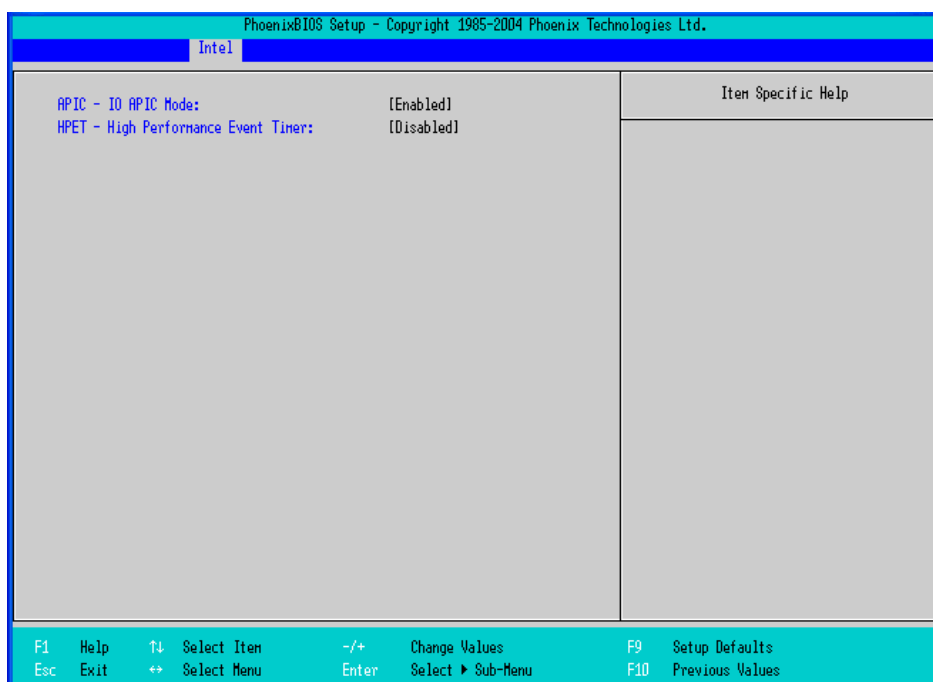 PhoenixBIOS Setup - Copyright 1985-2004 Phoenix Technologies Ltd.
Intel
APIC - IO APIC Mode: [Enabled]
HPET - High Performance Event Timer: [Disabled]
Item Specific Help
F1 Help ↑↓ Select Item -/+ Change Values F9 Setup Defaults
Esc Exit ↔ Select Menu Enter Select ▶ Sub-Menu F10 Previous Values